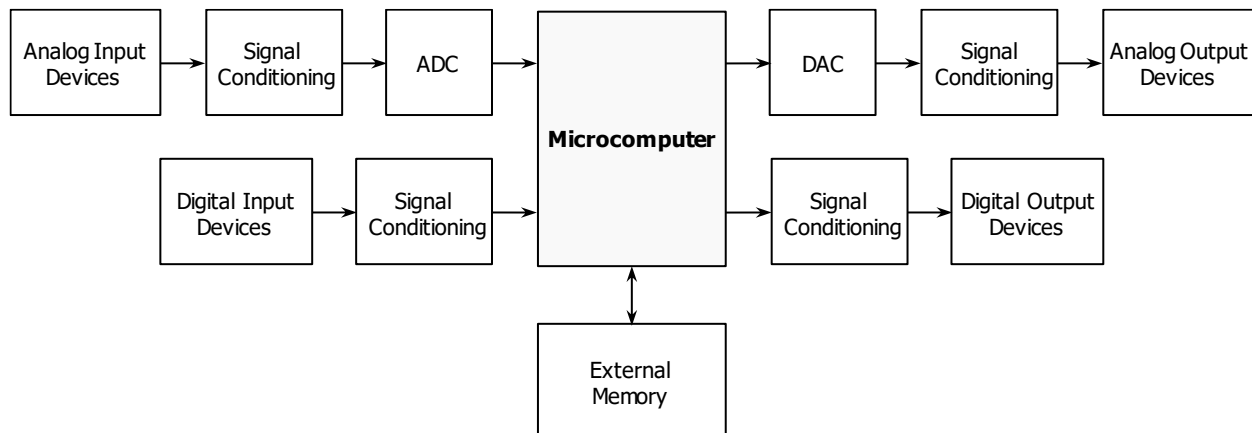 Analog Input
Devices
Signal
Conditioning
ADC
Microcomputer
DAC
Signal
Conditioning
Analog Output
Devices
Digital Input
Devices
Signal
Conditioning
Signal
Conditioning
Digital Output
Devices
External
Memory